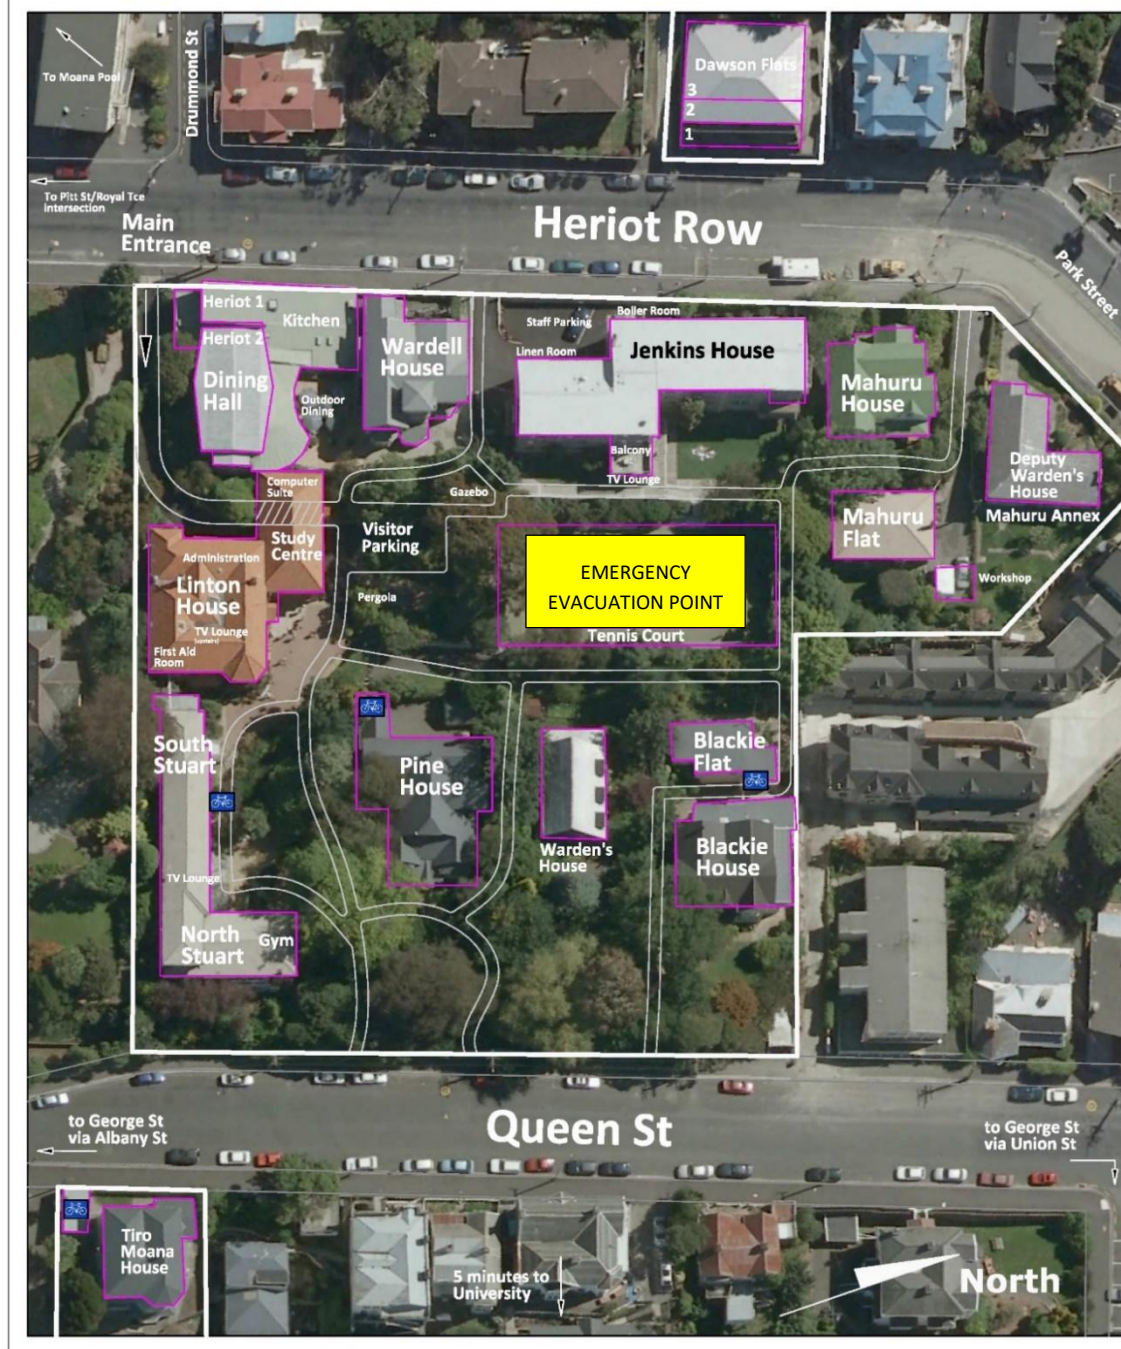 To Moana Pool
Drummond St
Dawson Flats
3
2
1
To Pitt St/Royal Tce
intersection
Main
Entrance
Heriot Row
Park Street
Heriot 1
Kitchen
Heriot 2
Dining
Hall
Outdoor
Dining
Wardell
House
Staff Parking
Boiler Room
Linen Room
Jenkins House
Balcony
TV Lounge
Mahuru
House
Deputy
Warden's
House
Mahuru Annex
Mahuru
Flat
Workshop
Computer
Suite
Study
Centre
Gazebo
Visitor
Parking
Pergola
Administration
Linton
House
TV Lounge
(upstairs)
First Aid
Room
EMERGENCY
EVACUATION POINT
Tennis Court
South
Stuart
TV Lounge
North
Stuart
Gym
Pine
House
Warden's
House
Blackie
Flat
Blackie
House
to George St
via Albany St
Queen St
to George St
via Union St
Tiro
Moana
House
5 minutes to
University
North